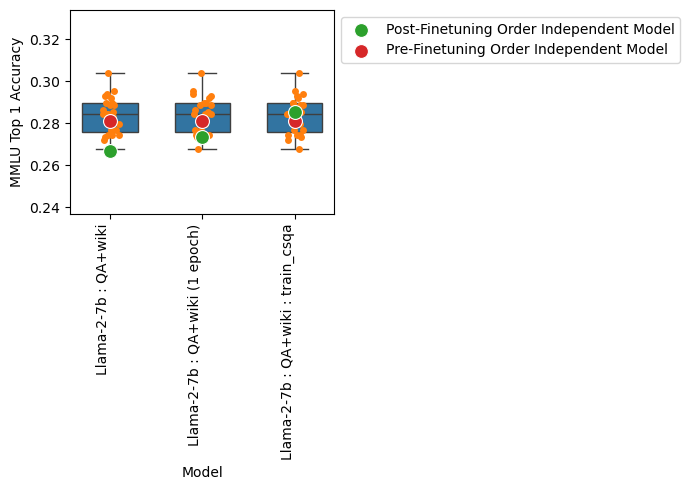 Post-Finetuning Order Independent Model
Pre-Finetuning Order Independent Model
MMLU Top 1 Accuracy
0.32
0.30
0.28
0.26
0.24
Llama-2-7b : QA+wiki
Llama-2-7b : QA+wiki (1 epoch)
Llama-2-7b : QA+wiki : train_csqa
Model